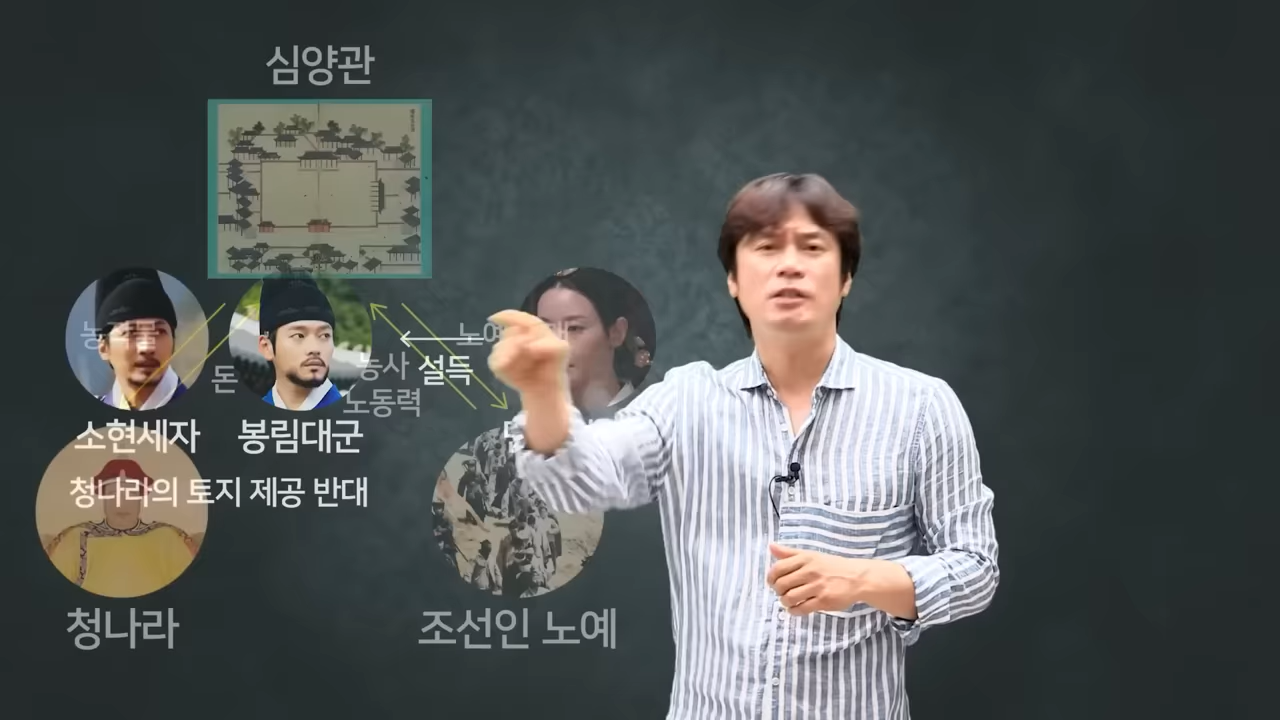 심양관
돈
농사
노동력
설득
소현세자 봉림대군
청나라의 토지 제공 반대
청나라
조선인 노예